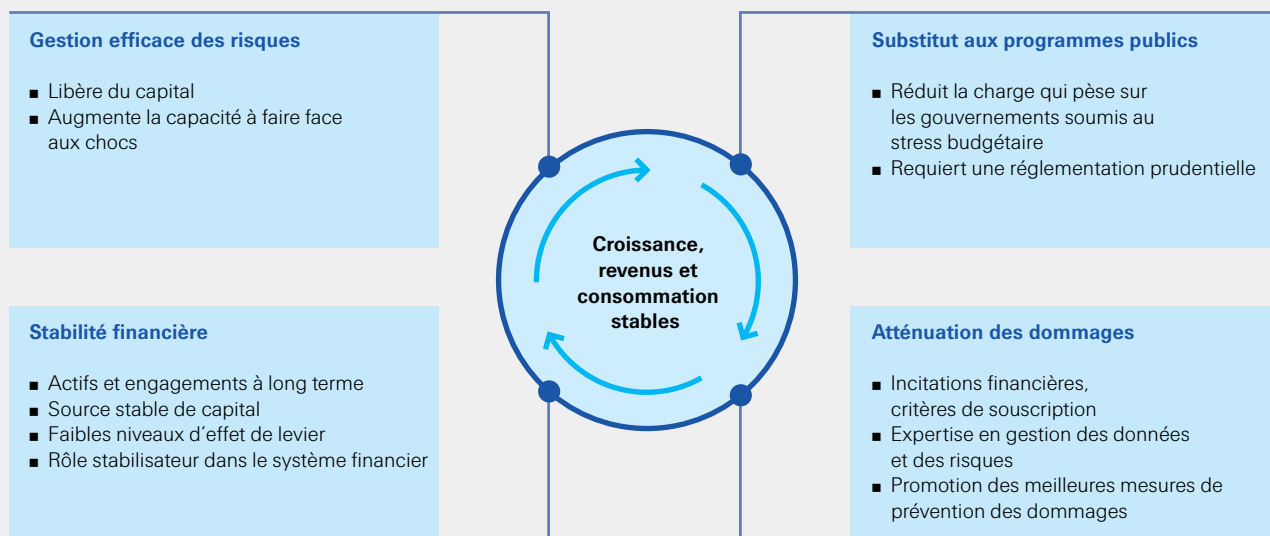 Gestion efficace des risques
■ Libère du capital
■ Augmente la capacité à faire face
aux chocs
Substitut aux programmes publics
■ Réduit la charge qui pèse sur
les gouvernements soumis au
stress budgétaire
■ Requiert une réglementation prudentielle
Croissance,
revenus et
consommation
stables
Stabilité financière
■ Actifs et engagements à long terme
■ Source stable de capital
■ Faibles niveaux d'effet de levier
■ Rôle stabilisateur dans le système financier
Atténuation des dommages
■ Incitations financières,
critères de souscription
■ Expertise en gestion des données
et des risques
■ Promotion des meilleures mesures de
prévention des dommages